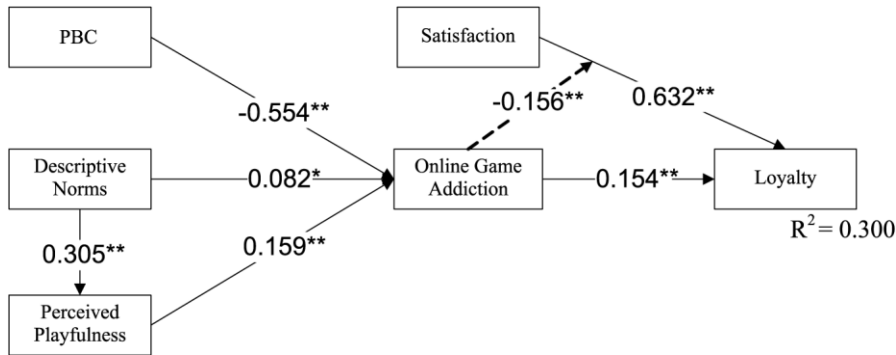 PBC
Satisfaction
-0.554**
-0.156**
0.632**
Descriptive
Norms
0.082*
Online Game
Addiction
0.154**
Loyalty
R² = 0.300
0.305**
0.159**
Perceived
Playfulness